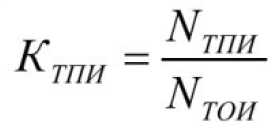 K_ТПИ = N_ТПИ / N_ТОИ